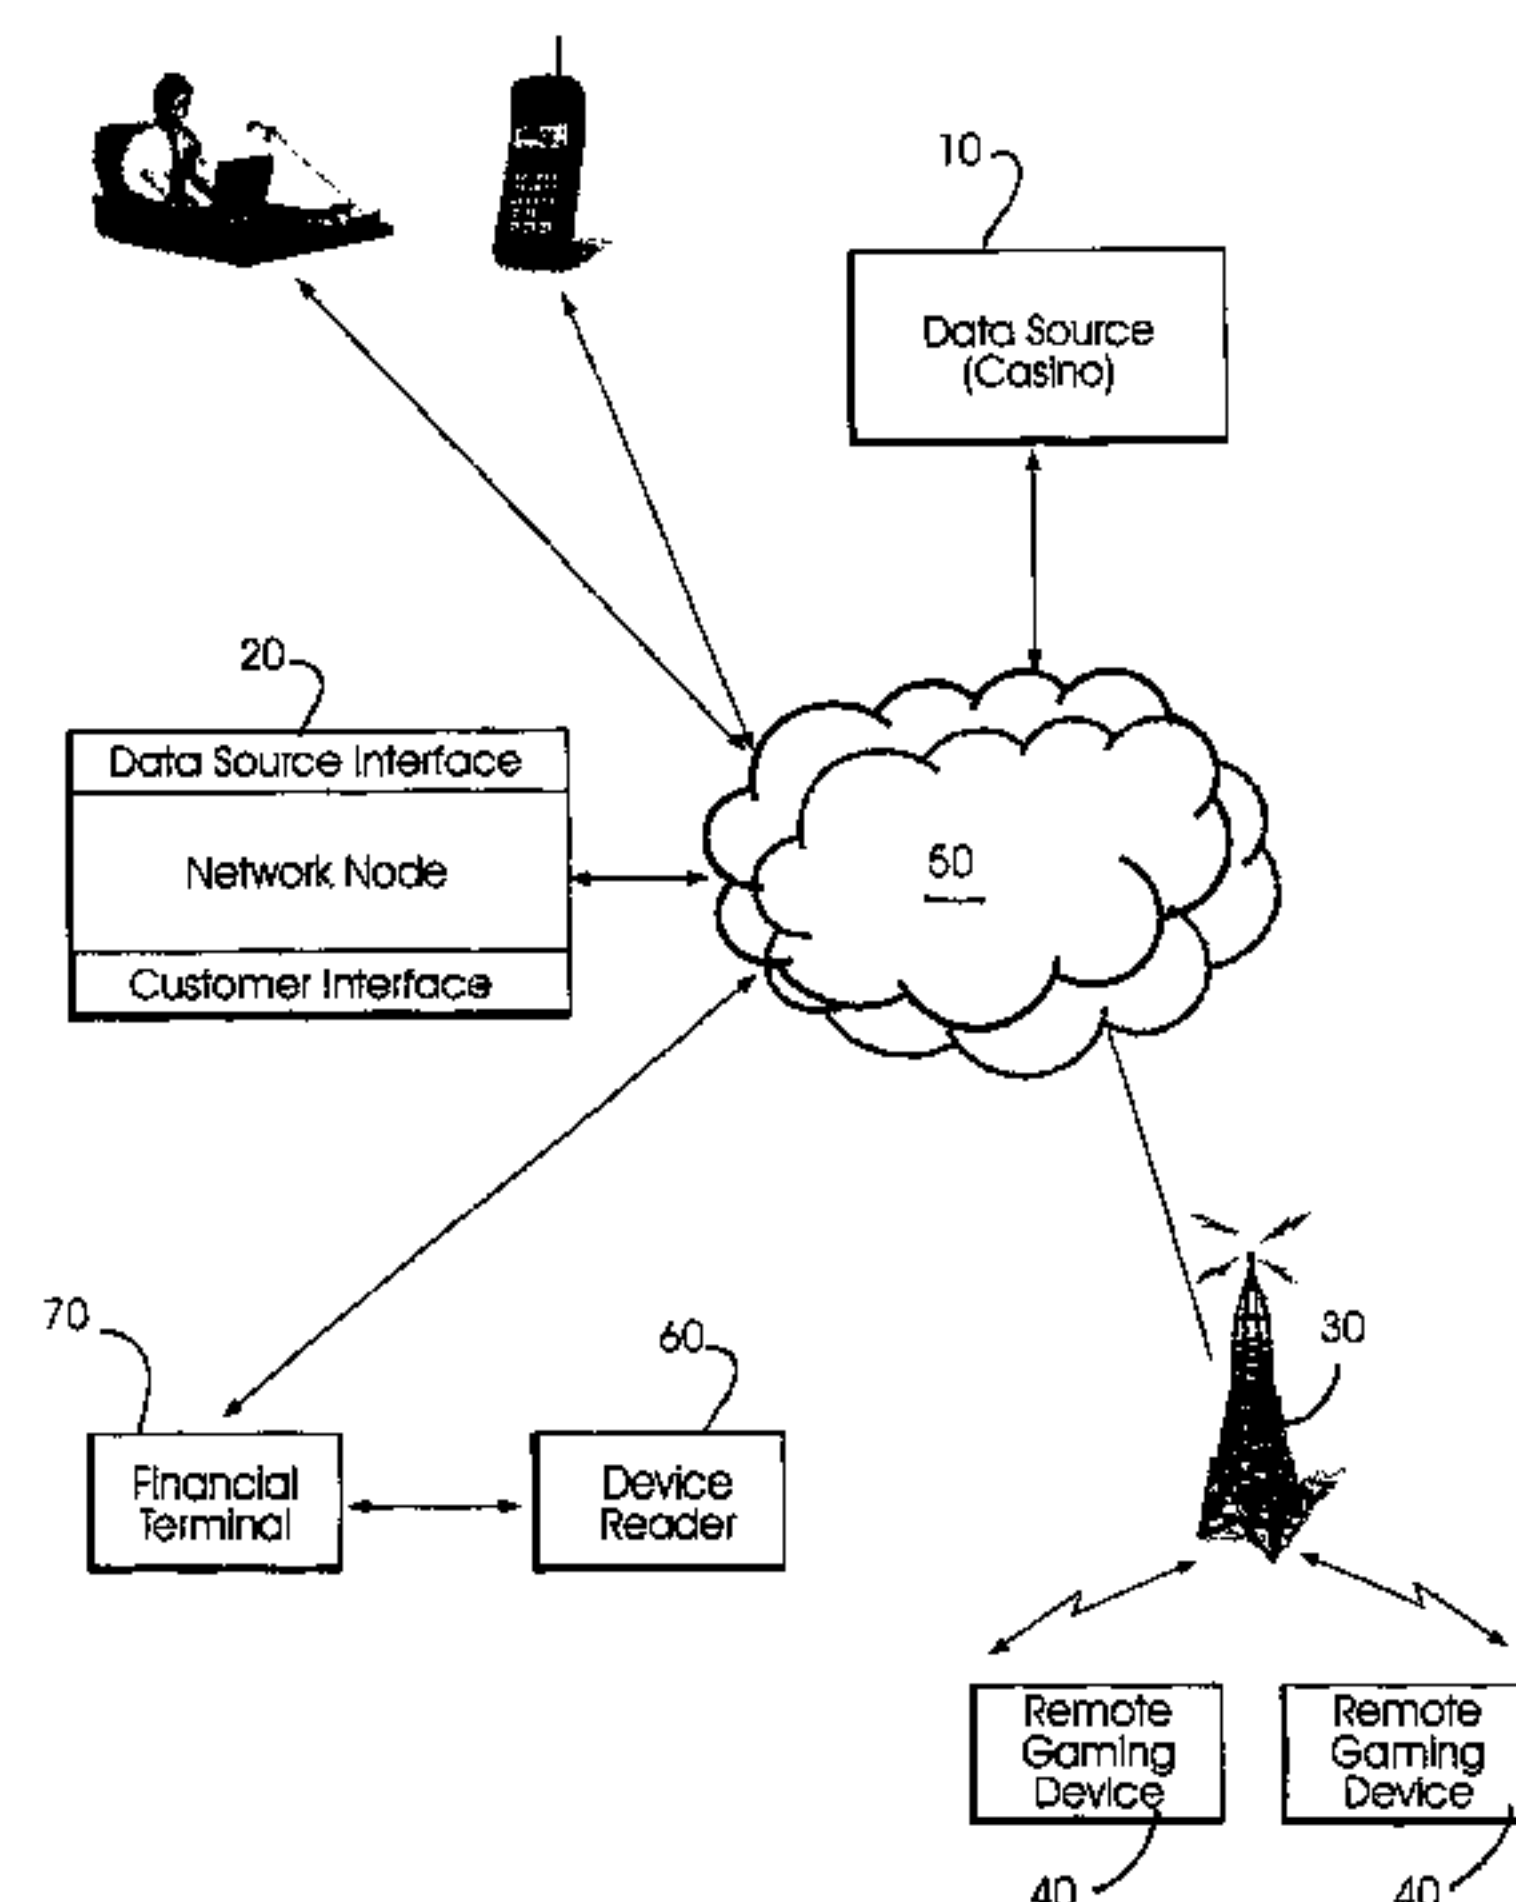 10
Data Source
(Casino)
20
Data Source Interface
Network Node
Customer Interface
50
70
Financial
Terminal
60
Device
Reader
30
Remote
Gaming
Device
40
Remote
Gaming
Device
40